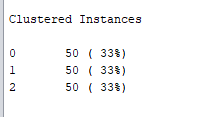 Clustered Instances
0 50 ( 33%)
1 50 ( 33%)
2 50 ( 33%)